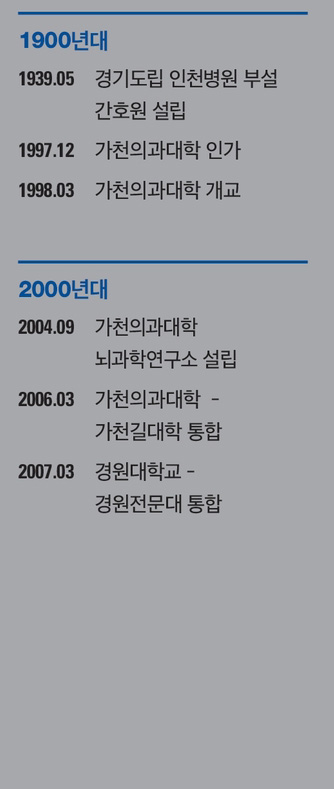 1900년대
1939.05 경기도립 인천병원 부설
간호원 설립
1997.12 가천의과대학 인가
1998.03 가천의과대학 개교
2000년대
2004.09 가천의과대학
뇌과학연구소 설립
2006.03 가천의과대학 -
가천길대학 통합
2007.03 경원대학교 -
경원전문대 통합